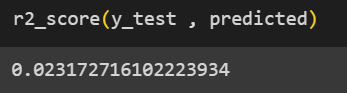 r2_score(y_test , predicted)
0.023172716102223934